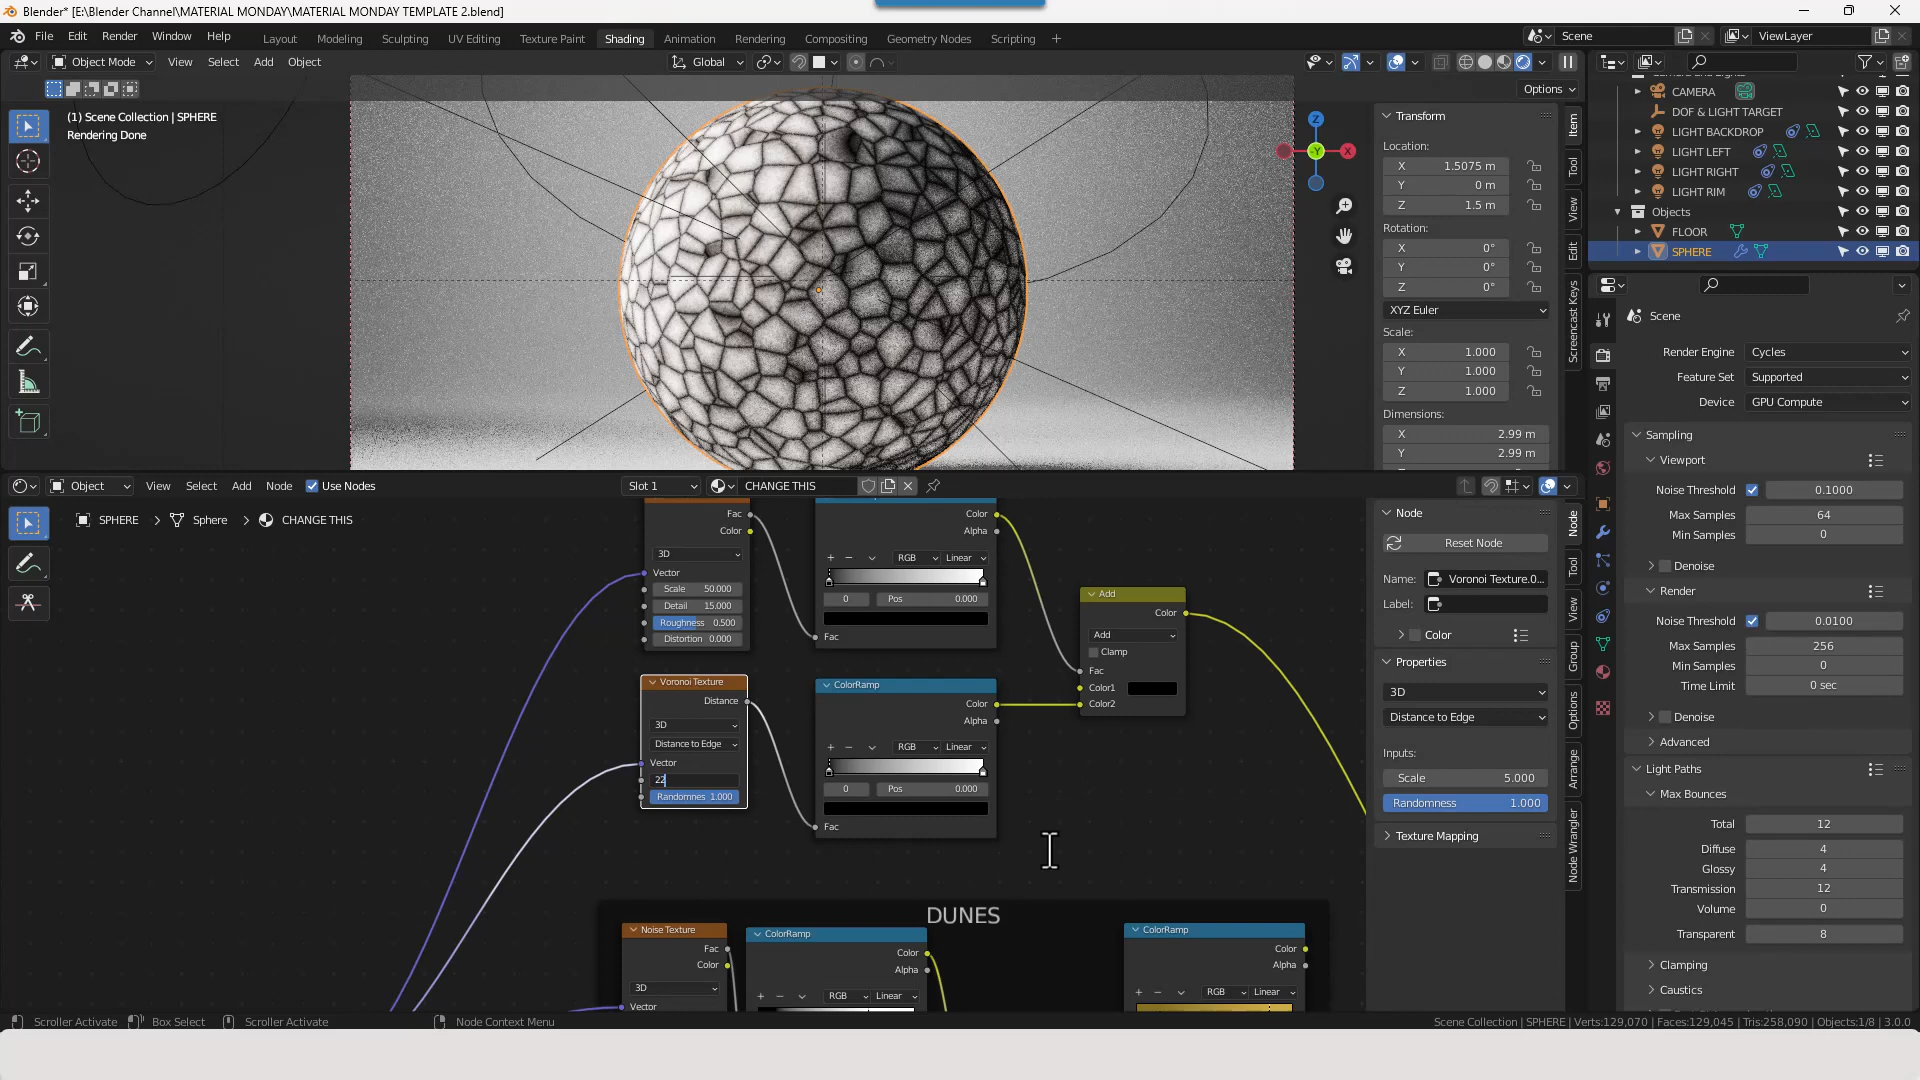 Blender* [E:\Blender Channel\MATERIAL MONDAY\MATERIAL MONDAY TEMPLATE 2.blend]
File Edit Render Window Help Layout Modeling Sculpting UV Editing Texture Paint Shading Animation Rendering Compositing Geometry Nodes Scripting + Scene ViewLayer
Object Mode View Select Add Object Global
Options
(1) Scene Collection | SPHERE
Rendering Done
Z
X
-Y
Transform
Location:
X 1.5075 m
Y 0 m
Z 1.5 m
Rotation:
X 0°
Y 0°
Z 0°
XYZ Euler
Scale:
X 1.000
Y 1.000
Z 1.000
Dimensions:
X 2.99 m
Y 2.99 m
Item
Tool
View
Edit
Screencast Keys
CAMERA
DOF & LIGHT TARGET
LIGHT BACKDROP
LIGHT LEFT
LIGHT RIGHT
LIGHT RIM
Objects
FLOOR
SPHERE
Scene
Render Engine Cycles
Feature Set Supported
Device GPU Compute
Sampling
Viewport
Noise Threshold 0.1000
Max Samples 64
Min Samples 0
Denoise
Render
Noise Threshold 0.0100
Max Samples 256
Min Samples 0
Time Limit 0 sec
Denoise
Advanced
Light Paths
Max Bounces
Total 12
Diffuse 4
Glossy 4
Transmission 12
Volume 0
Transparent 8
Clamping
Caustics
Object View Select Add Node Use Nodes Slot 1 CHANGE THIS
SPHERE > Sphere > CHANGE THIS
Fac
Color
3D
Vector
Scale 50.000
Detail 15.000
Roughness 0.500
Distortion 0.000
Color
Alpha
+ − RGB Linear
0 Pos 0.000
Fac
Add
Color
Add
Clamp
Fac
Color1
Color2
Voronoi Texture
Distance
3D
Distance to Edge
Vector
22
Randomnes 1.000
ColorRamp
Color
Alpha
+ − RGB Linear
0 Pos 0.000
Fac
DUNES
Noise Texture
Fac
Color
3D
Vector
ColorRamp
Color
Alpha
+ − RGB Linear
ColorRamp
Color
Alpha
+ − RGB Linear
Node
Reset Node
Name: Voronoi Texture.0...
Label:
Color
Properties
3D
Distance to Edge
Inputs:
Scale 5.000
Randomness 1.000
Texture Mapping
Node
Tool
View
Group
Options
Arrange
Node Wrangler
Scroller Activate Box Select Scroller Activate Node Context Menu Scene Collection | SPHERE | Verts:129,070 | Faces:129,045 | Tris:258,090 | Objects:1/8 | 3.0.0